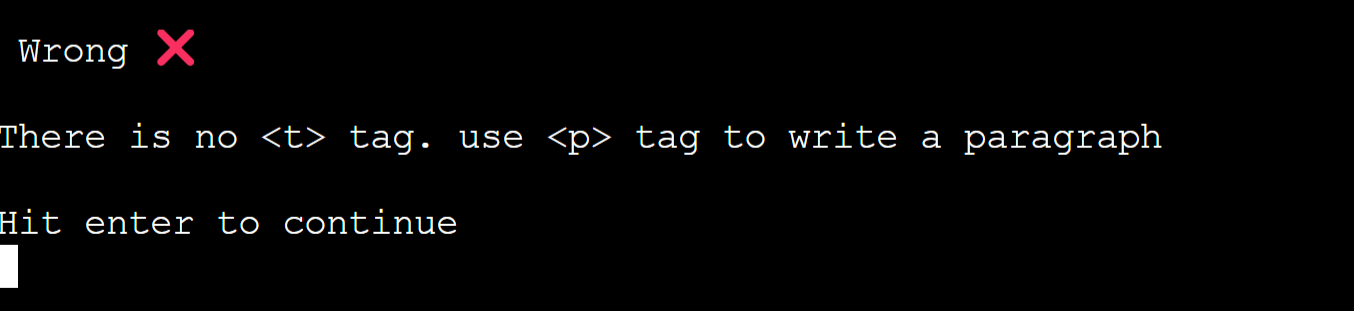 Wrong ❌
There is no <t> tag. use <p> tag to write a paragraph
Hit enter to continue